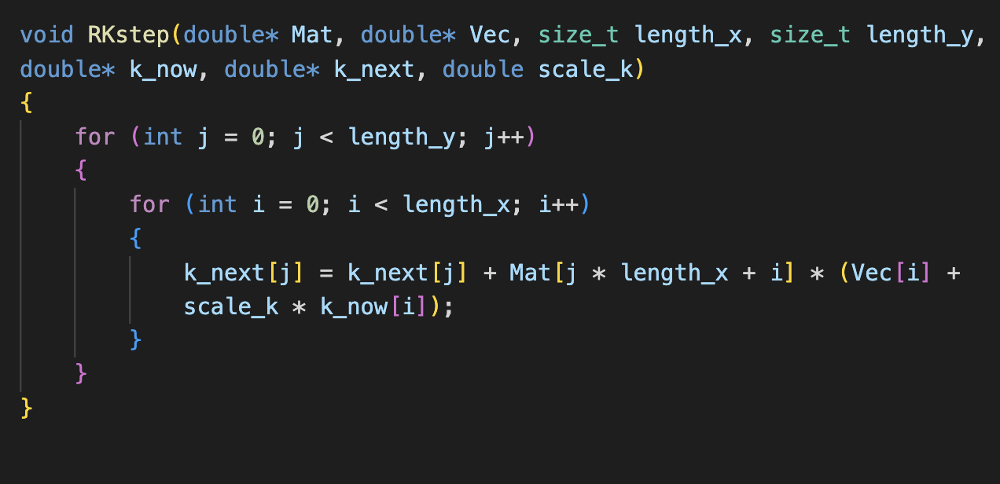 void RKstep(double* Mat, double* Vec, size_t length_x, size_t length_y,
double* k_now, double* k_next, double scale_k)
{
    for (int j = 0; j < length_y; j++)
    {
        for (int i = 0; i < length_x; i++)
        {
            k_next[j] = k_next[j] + Mat[j * length_x + i] * (Vec[i] +
            scale_k * k_now[i]);
        }
    }
}